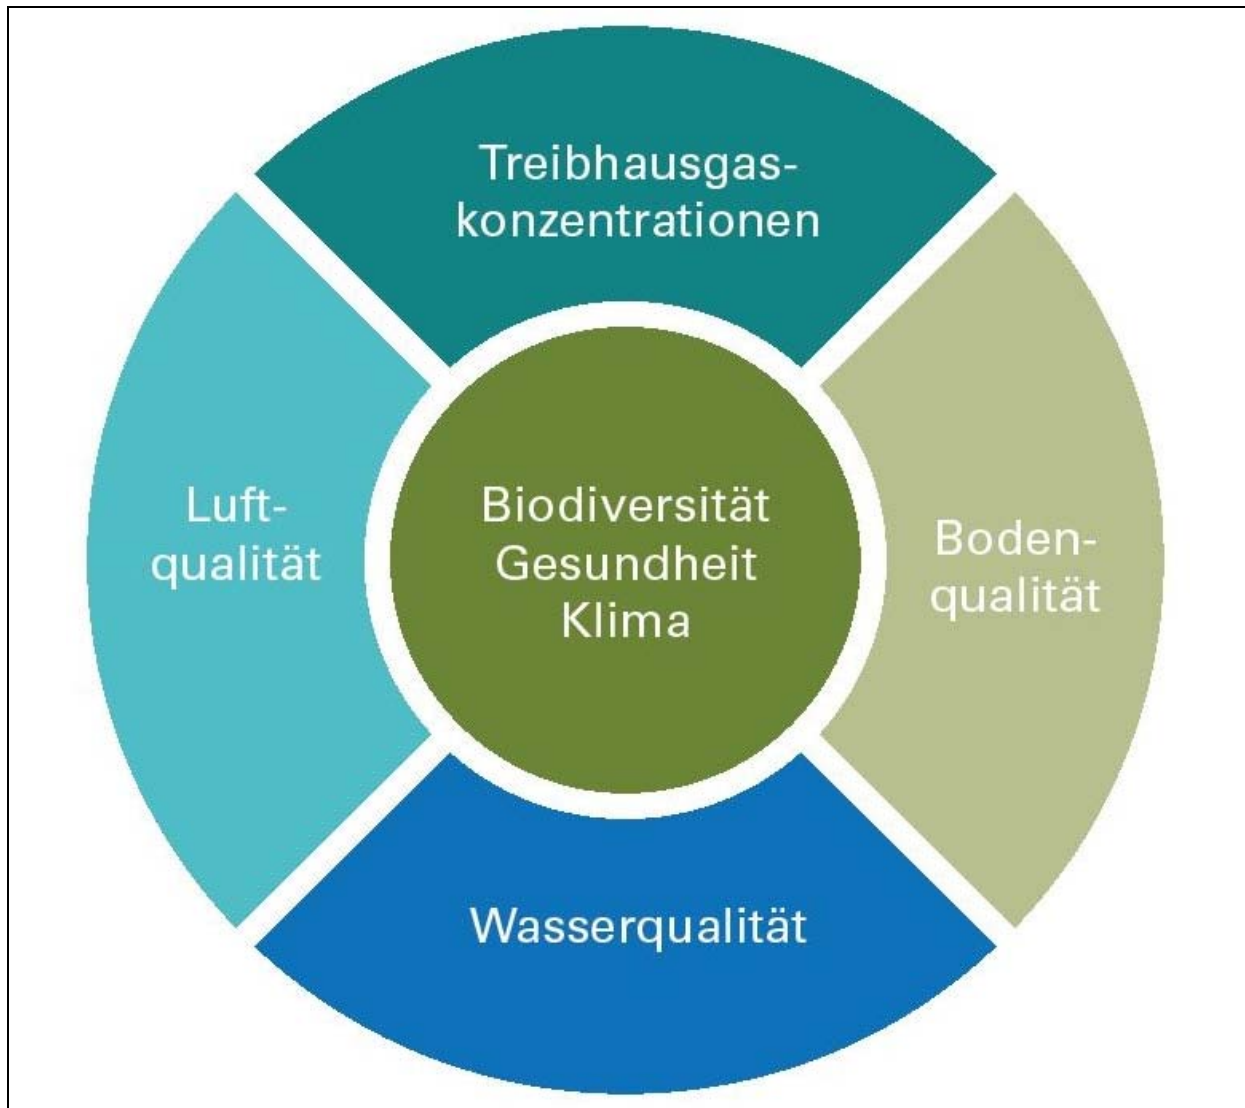 Treibhausgas-
konzentrationen
Luft-
qualität
Biodiversität
Gesundheit
Klima
Boden-
qualität
Wasserqualität